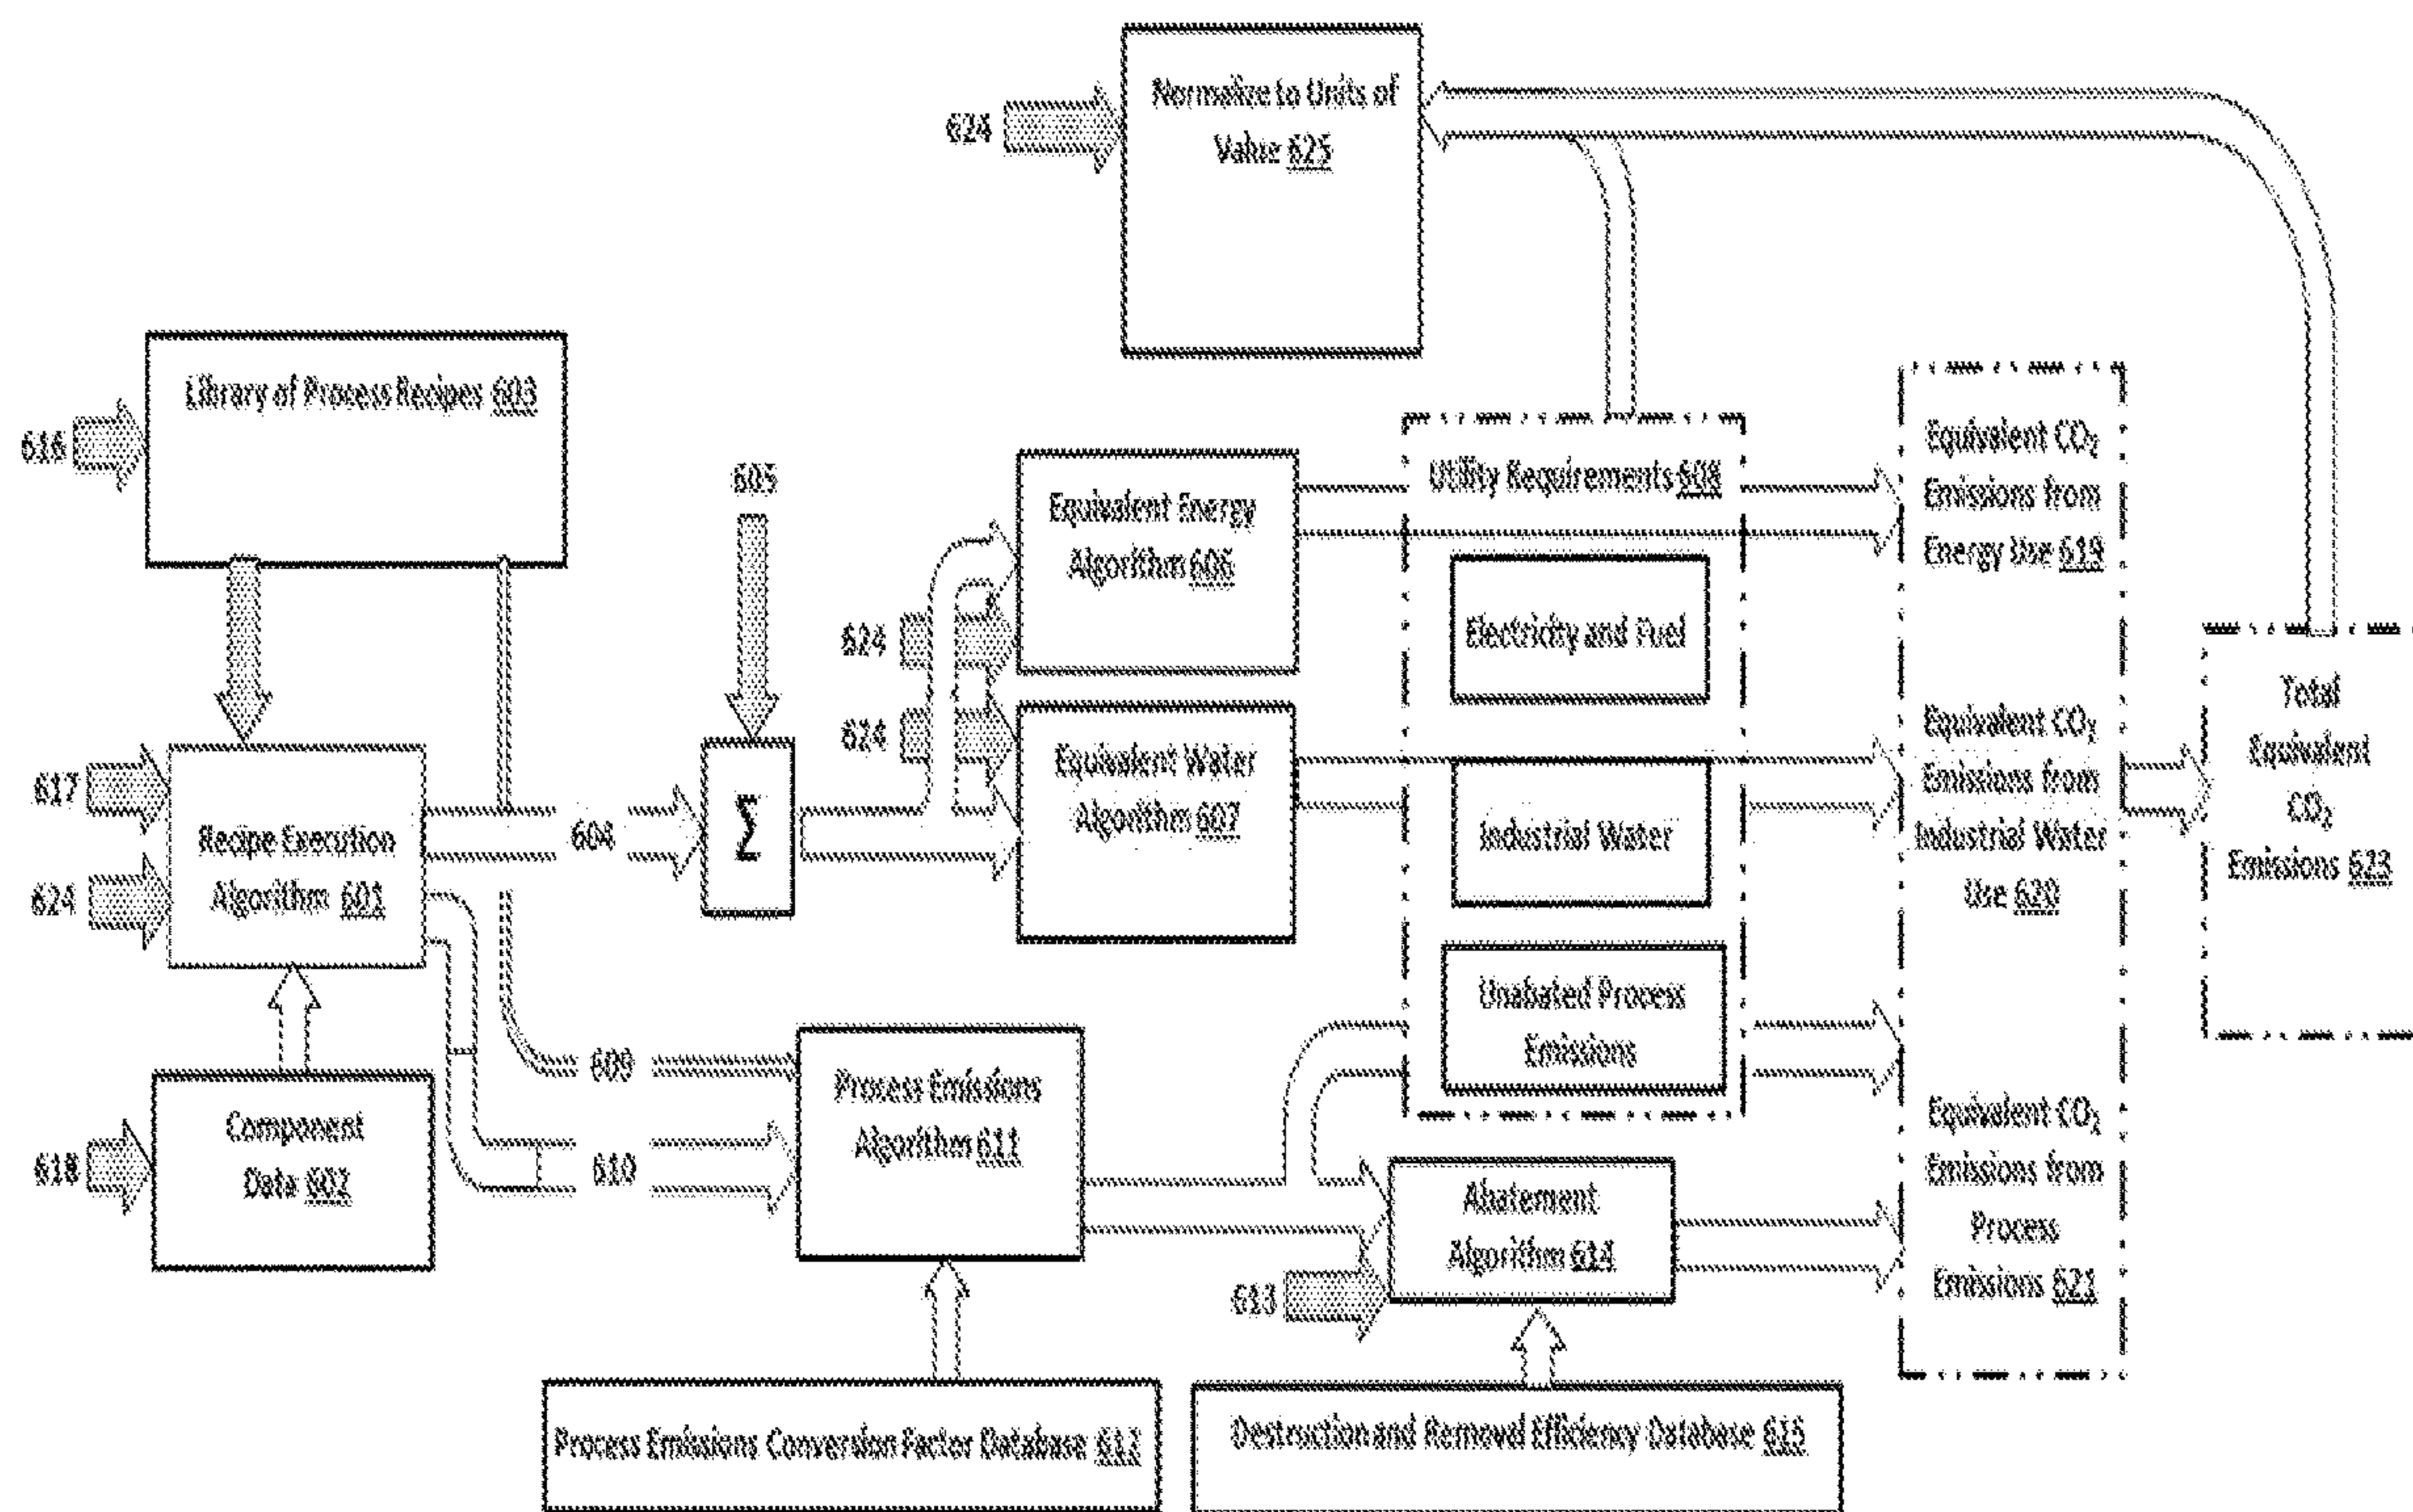 624
Normalize to Units of
Value 625
616
Library of Process Recipes 603
605
624
624
Equivalent Energy
Algorithm 606
Equivalent Water
Algorithm 607
Utility Requirements 608
Electricity and Fuel
Industrial Water
Unabated Process
Emissions
Equivalent CO₂
Emissions from
Energy Use 619
Equivalent CO₂
Emissions from
Industrial Water
Use 620
Equivalent CO₂
Emissions from
Process
Emissions 621
Total
Equivalent
CO₂
Emissions 623
617
624
Recipe Execution
Algorithm 601
604
Σ
618
Component
Data 602
609
610
Process Emissions
Algorithm 611
613
Abatement
Algorithm 614
Process Emissions Conversion Factor Database 612
Destruction and Removal Efficiency Database 615